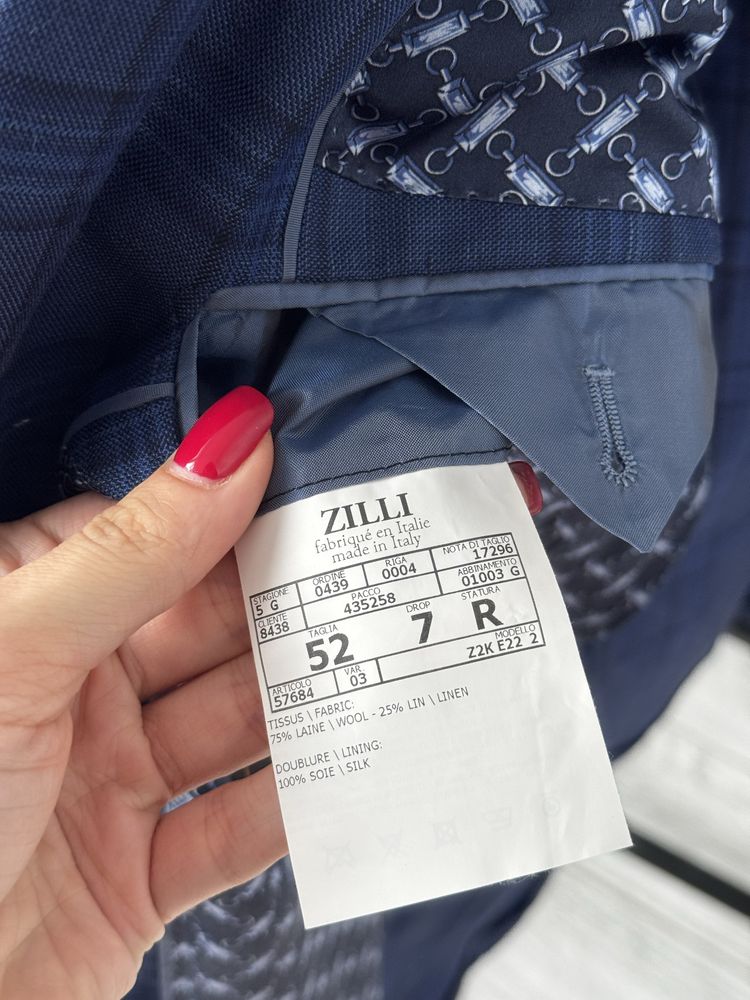 ZILLI
fabriqué en Italie
made in Italy
STAGIONE ORDINE RIGA NOTA DI TAGLIO
5 G 0439 0004 17296
CLIENTE PACCO ABBINAMENTO
8438 435258 01003 G
TAGLIA DROP STATURA
52 7 R
ARTICOLO VAR MODELLO
57684 03 Z2K E22 2
TISSUS \ FABRIC:
75% LAINE \ WOOL - 25% LIN \ LINEN
DOUBLURE \ LINING:
100% SOIE \ SILK